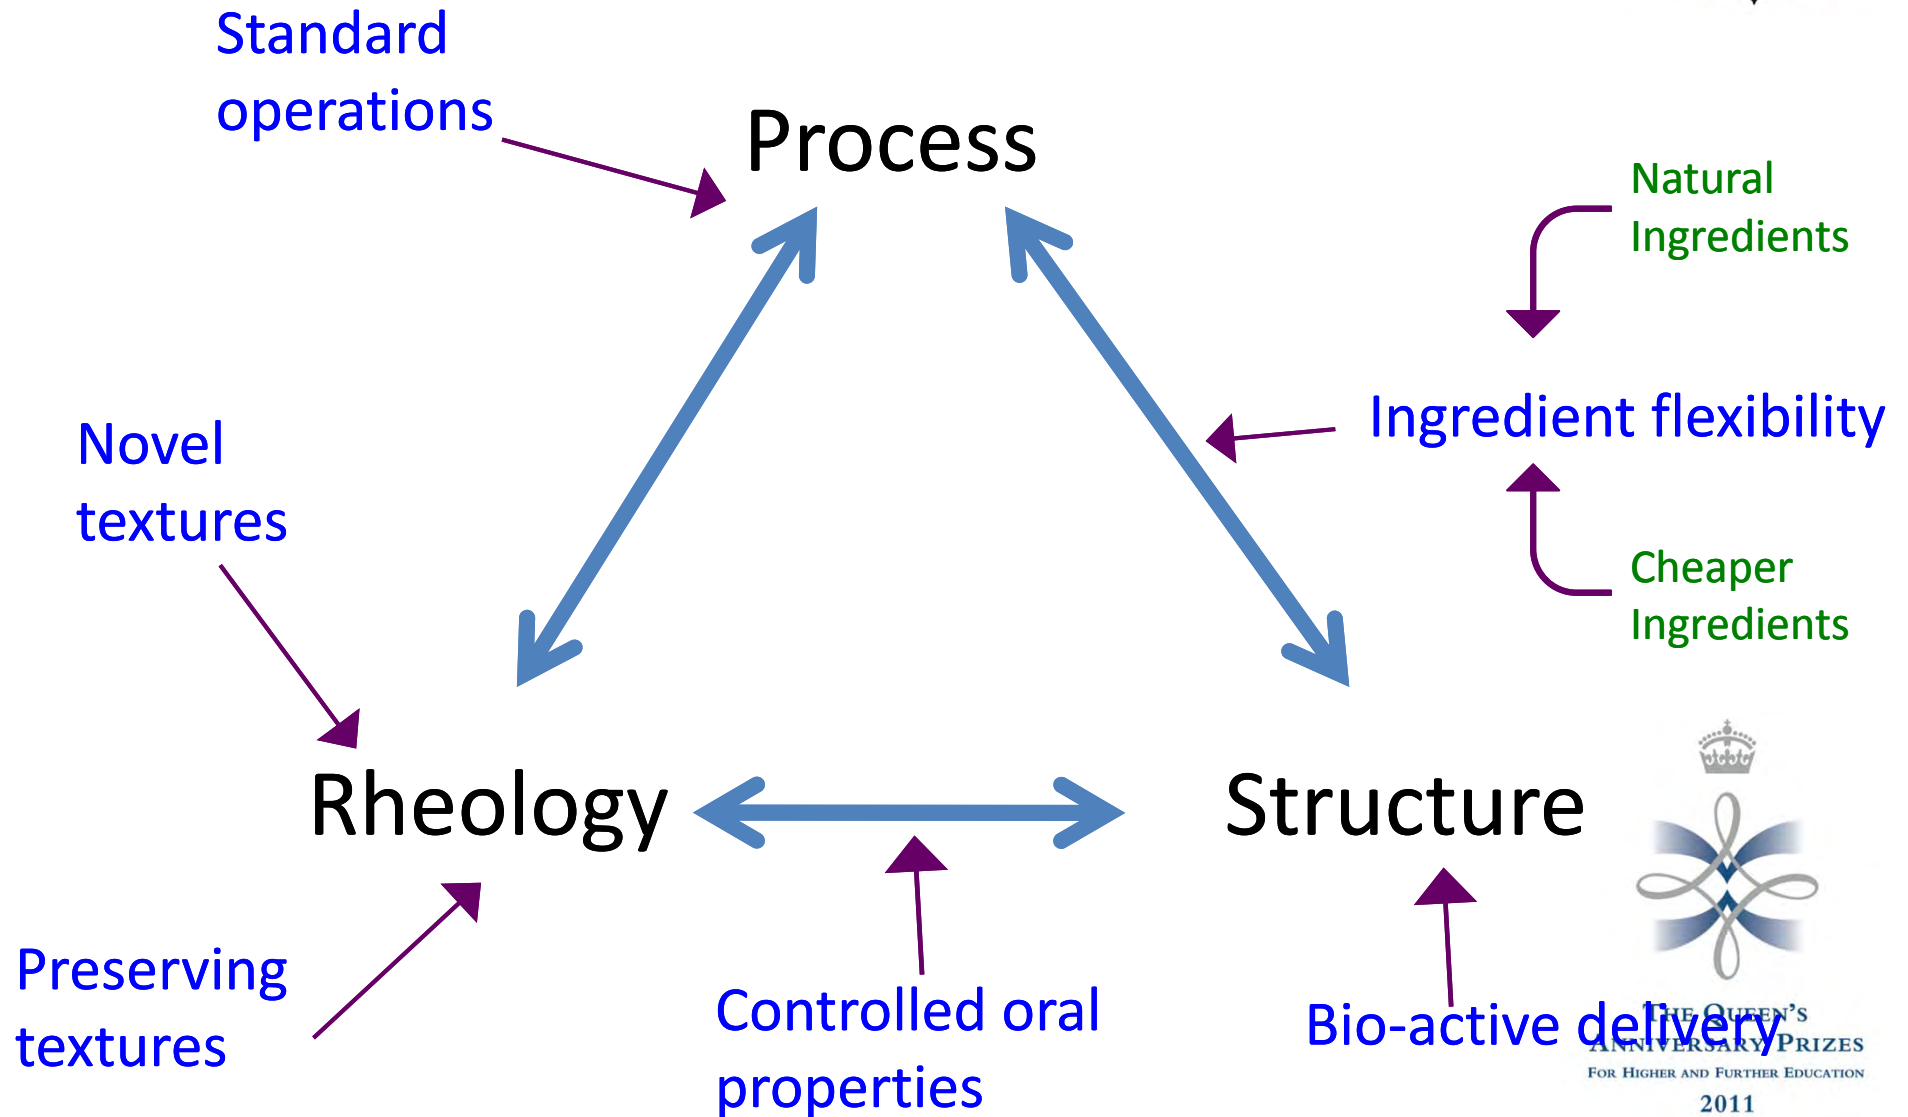 Standard
operations
Process
Natural
Ingredients
Ingredient flexibility
Novel
textures
Cheaper
Ingredients
Rheology
Structure
Preserving
textures
Controlled oral
properties
Bio-active delivery
THE QUEEN'S
ANNIVERSARY PRIZES
FOR HIGHER AND FURTHER EDUCATION
2011